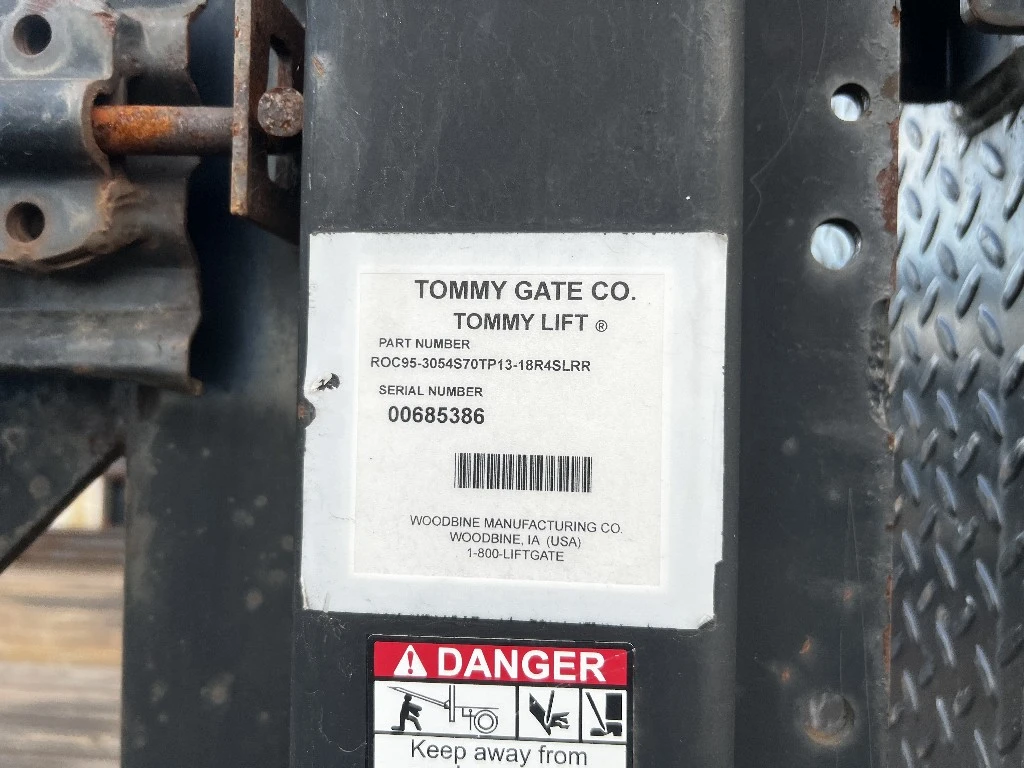 TOMMY GATE CO.
TOMMY LIFT ®
PART NUMBER
ROC95-3054S70TP13-18R4SLRR
SERIAL NUMBER
00685386
WOODBINE MANUFACTURING CO.
WOODBINE, IA (USA)
1-800-LIFTGATE
DANGER
Keep away from